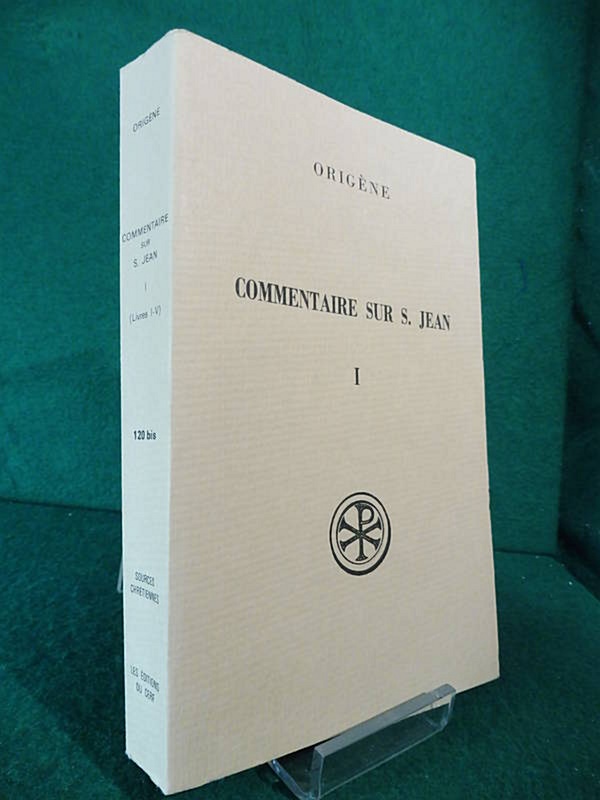 ORIGÈNE
COMMENTAIRE
SUR
S. JEAN
I
(Livres I-V)
120 bis
SOURCES
CHRÉTIENNES
LES ÉDITIONS
DU CERF
ORIGÈNE
COMMENTAIRE SUR S. JEAN
I